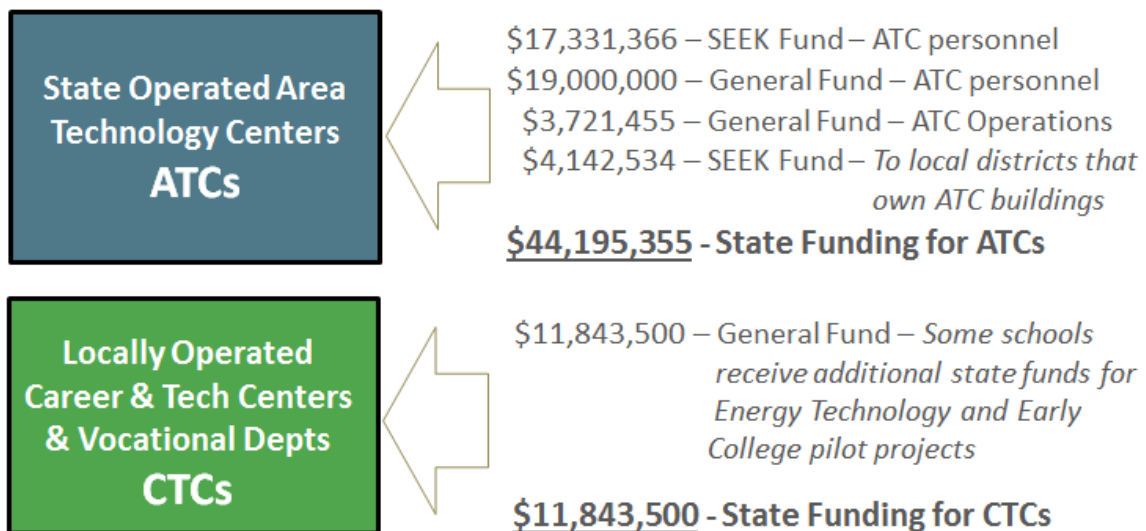 State Operated Area
Technology Centers
ATCs
$17,331,366 – SEEK Fund – ATC personnel
$19,000,000 – General Fund – ATC personnel
$3,721,455 – General Fund – ATC Operations
$4,142,534 – SEEK Fund – To local districts that
own ATC buildings
$44,195,355 - State Funding for ATCs
Locally Operated
Career & Tech Centers
& Vocational Depts
CTCs
$11,843,500 – General Fund – Some schools
receive additional state funds for
Energy Technology and Early
College pilot projects
$11,843,500 - State Funding for CTCs